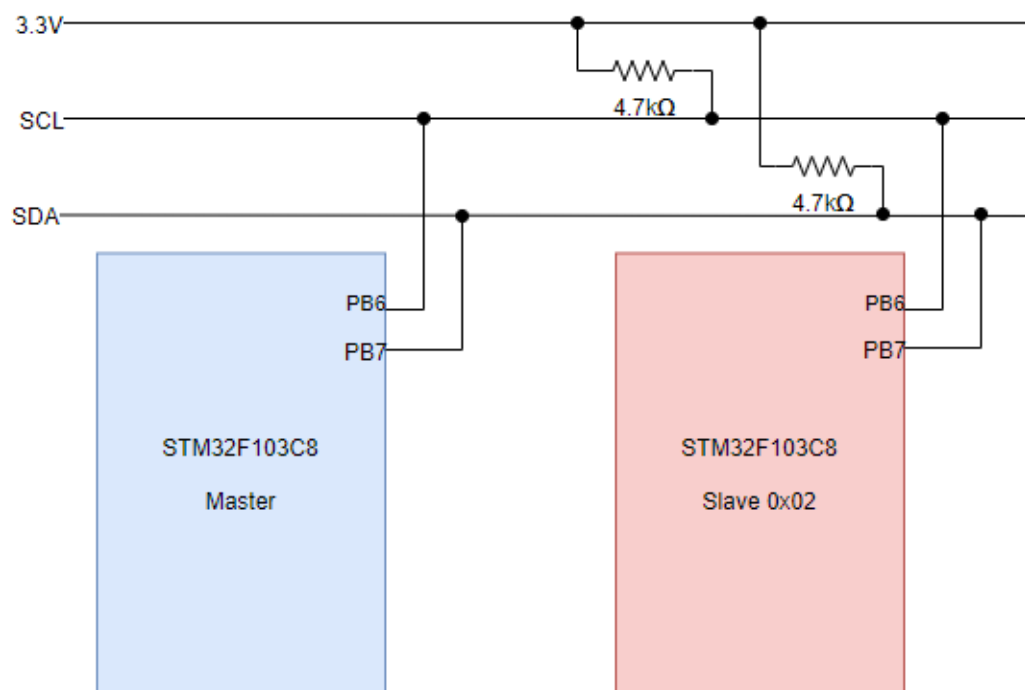 3.3V
4.7kΩ
SCL
4.7kΩ
SDA
PB6
PB7
STM32F103C8
Master
PB6
PB7
STM32F103C8
Slave 0x02